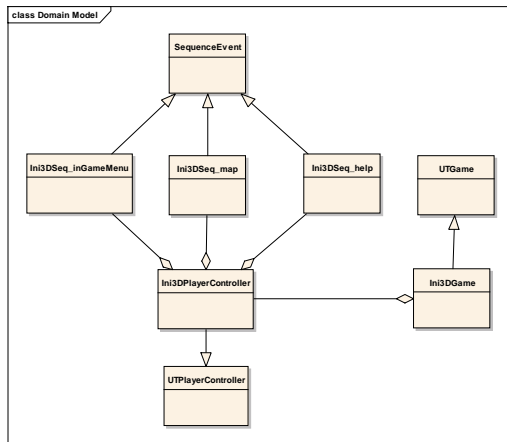 class Domain Model
SequenceEvent
Ini3DSeq_inGameMenu
Ini3DSeq_map
Ini3DSeq_help
UTGame
Ini3DPlayerController
Ini3DGame
UTPlayerController